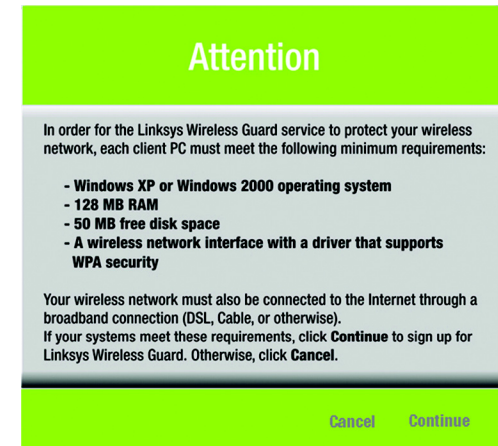 Attention
In order for the Linksys Wireless Guard service to protect your wireless
network, each client PC must meet the following minimum requirements:
- Windows XP or Windows 2000 operating system
- 128 MB RAM
- 50 MB free disk space
- A wireless network interface with a driver that supports
WPA security
Your wireless network must also be connected to the Internet through a
broadband connection (DSL, Cable, or otherwise).
If your systems meet these requirements, click Continue to sign up for
Linksys Wireless Guard. Otherwise, click Cancel.
Cancel Continue